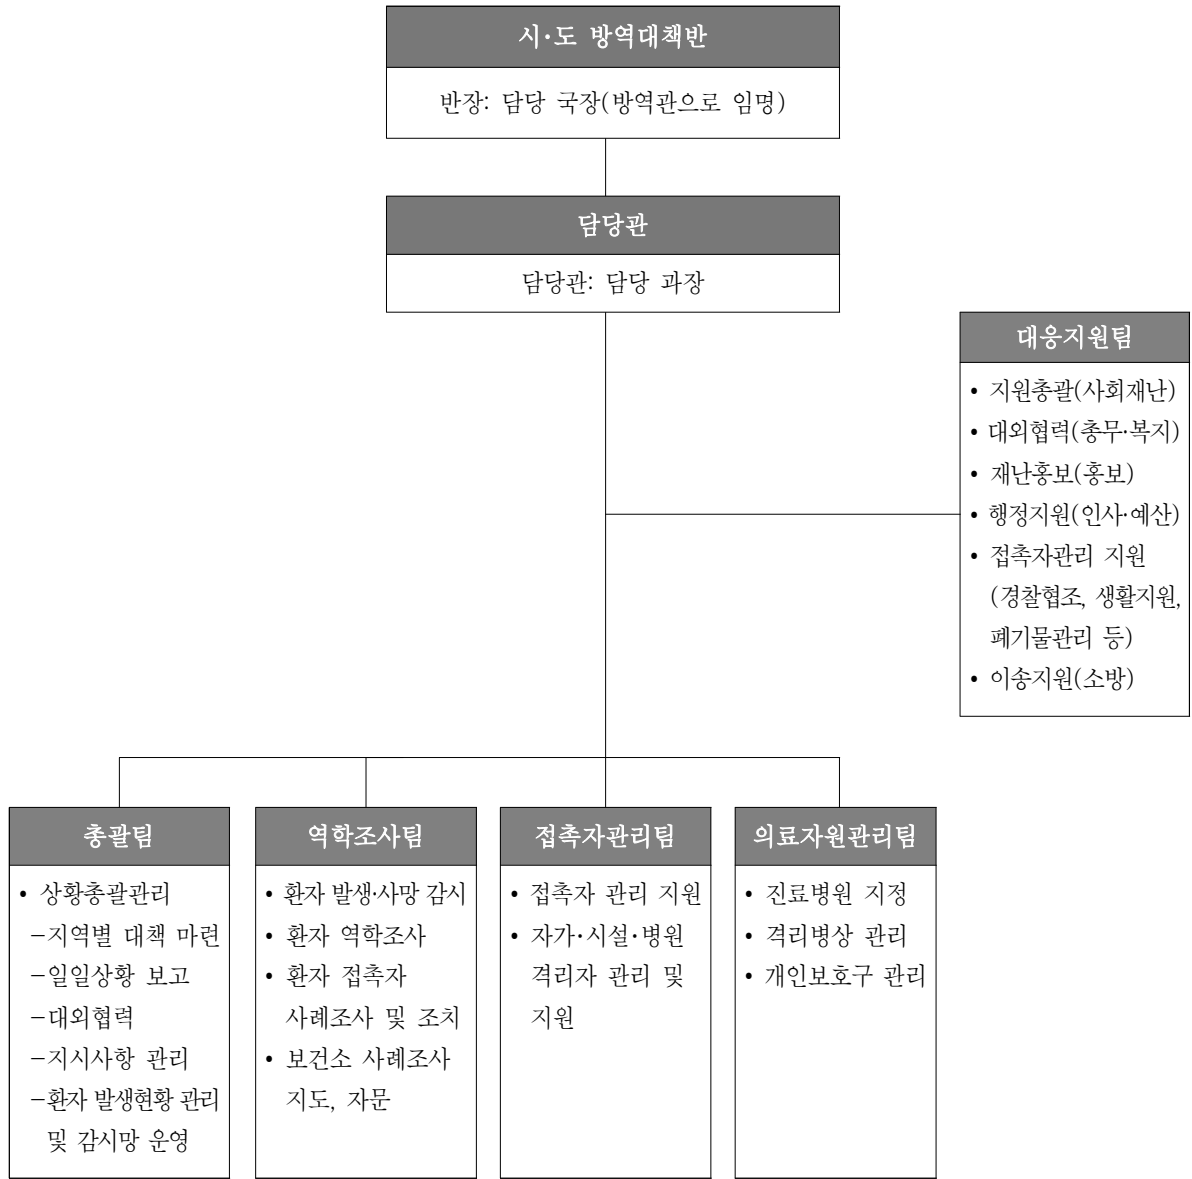 시·도 방역대책반
반장: 담당 국장(방역관으로 임명)
담당관
담당관: 담당 과장
대응지원팀
• 지원총괄(사회재난)
• 대외협력(총무·복지)
• 재난홍보(홍보)
• 행정지원(인사·예산)
• 접촉자관리 지원
(경찰협조, 생활지원,
폐기물관리 등)
• 이송지원(소방)
총괄팀
• 상황총괄관리
-지역별 대책 마련
-일일상황 보고
-대외협력
-지시사항 관리
-환자 발생현황 관리
및 감시망 운영
역학조사팀
• 환자 발생·사망 감시
• 환자 역학조사
• 환자 접촉자
사례조사 및 조치
• 보건소 사례조사
지도, 자문
접촉자관리팀
• 접촉자 관리 지원
• 자가·시설·병원
격리자 관리 및
지원
의료자원관리팀
• 진료병원 지정
• 격리병상 관리
• 개인보호구 관리